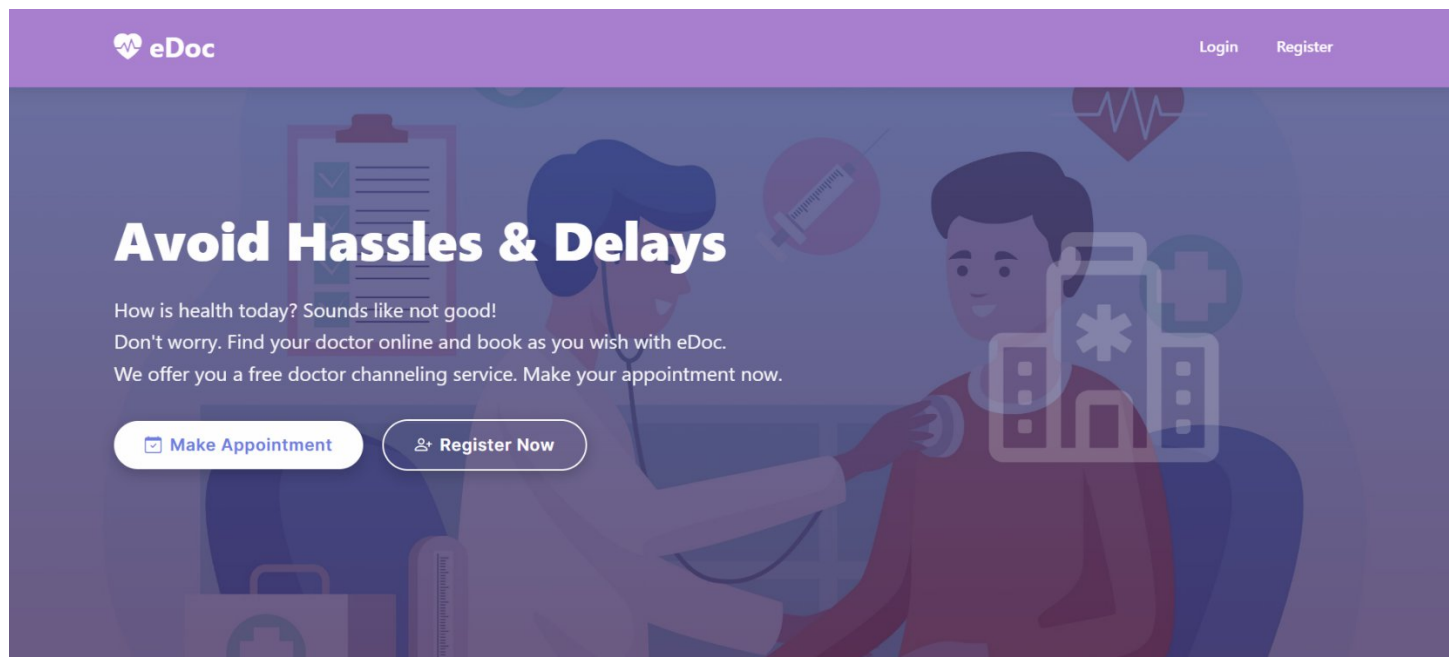 eDoc
Login
Register
Avoid Hassles & Delays
How is health today? Sounds like not good!
Don't worry. Find your doctor online and book as you wish with eDoc.
We offer you a free doctor channeling service. Make your appointment now.
Make Appointment
Register Now